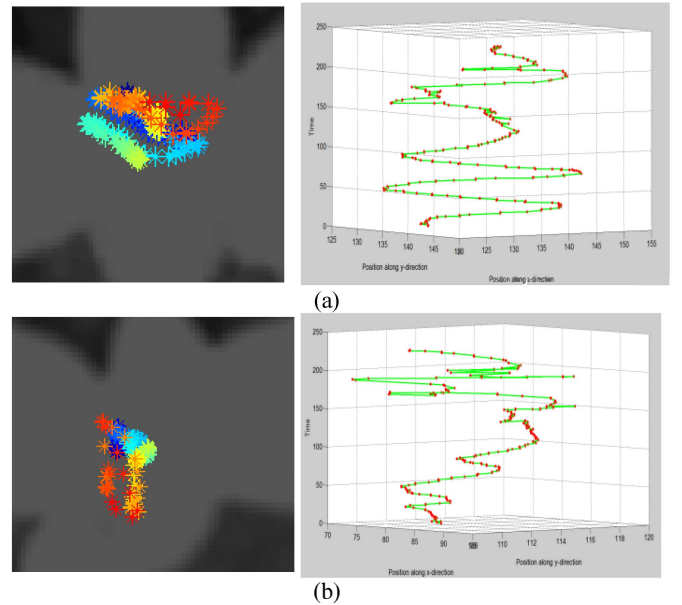 250
200
150
100
50
0
Time
125 130 135 140 145 125 130 135 140 145 150 155
Position along y-direction
Position along x-direction
(a)
250
200
150
100
50
0
Time
70 75 80 85 90 110 112 114 116 118 120
Position along x-direction
Position along y-direction
(b)